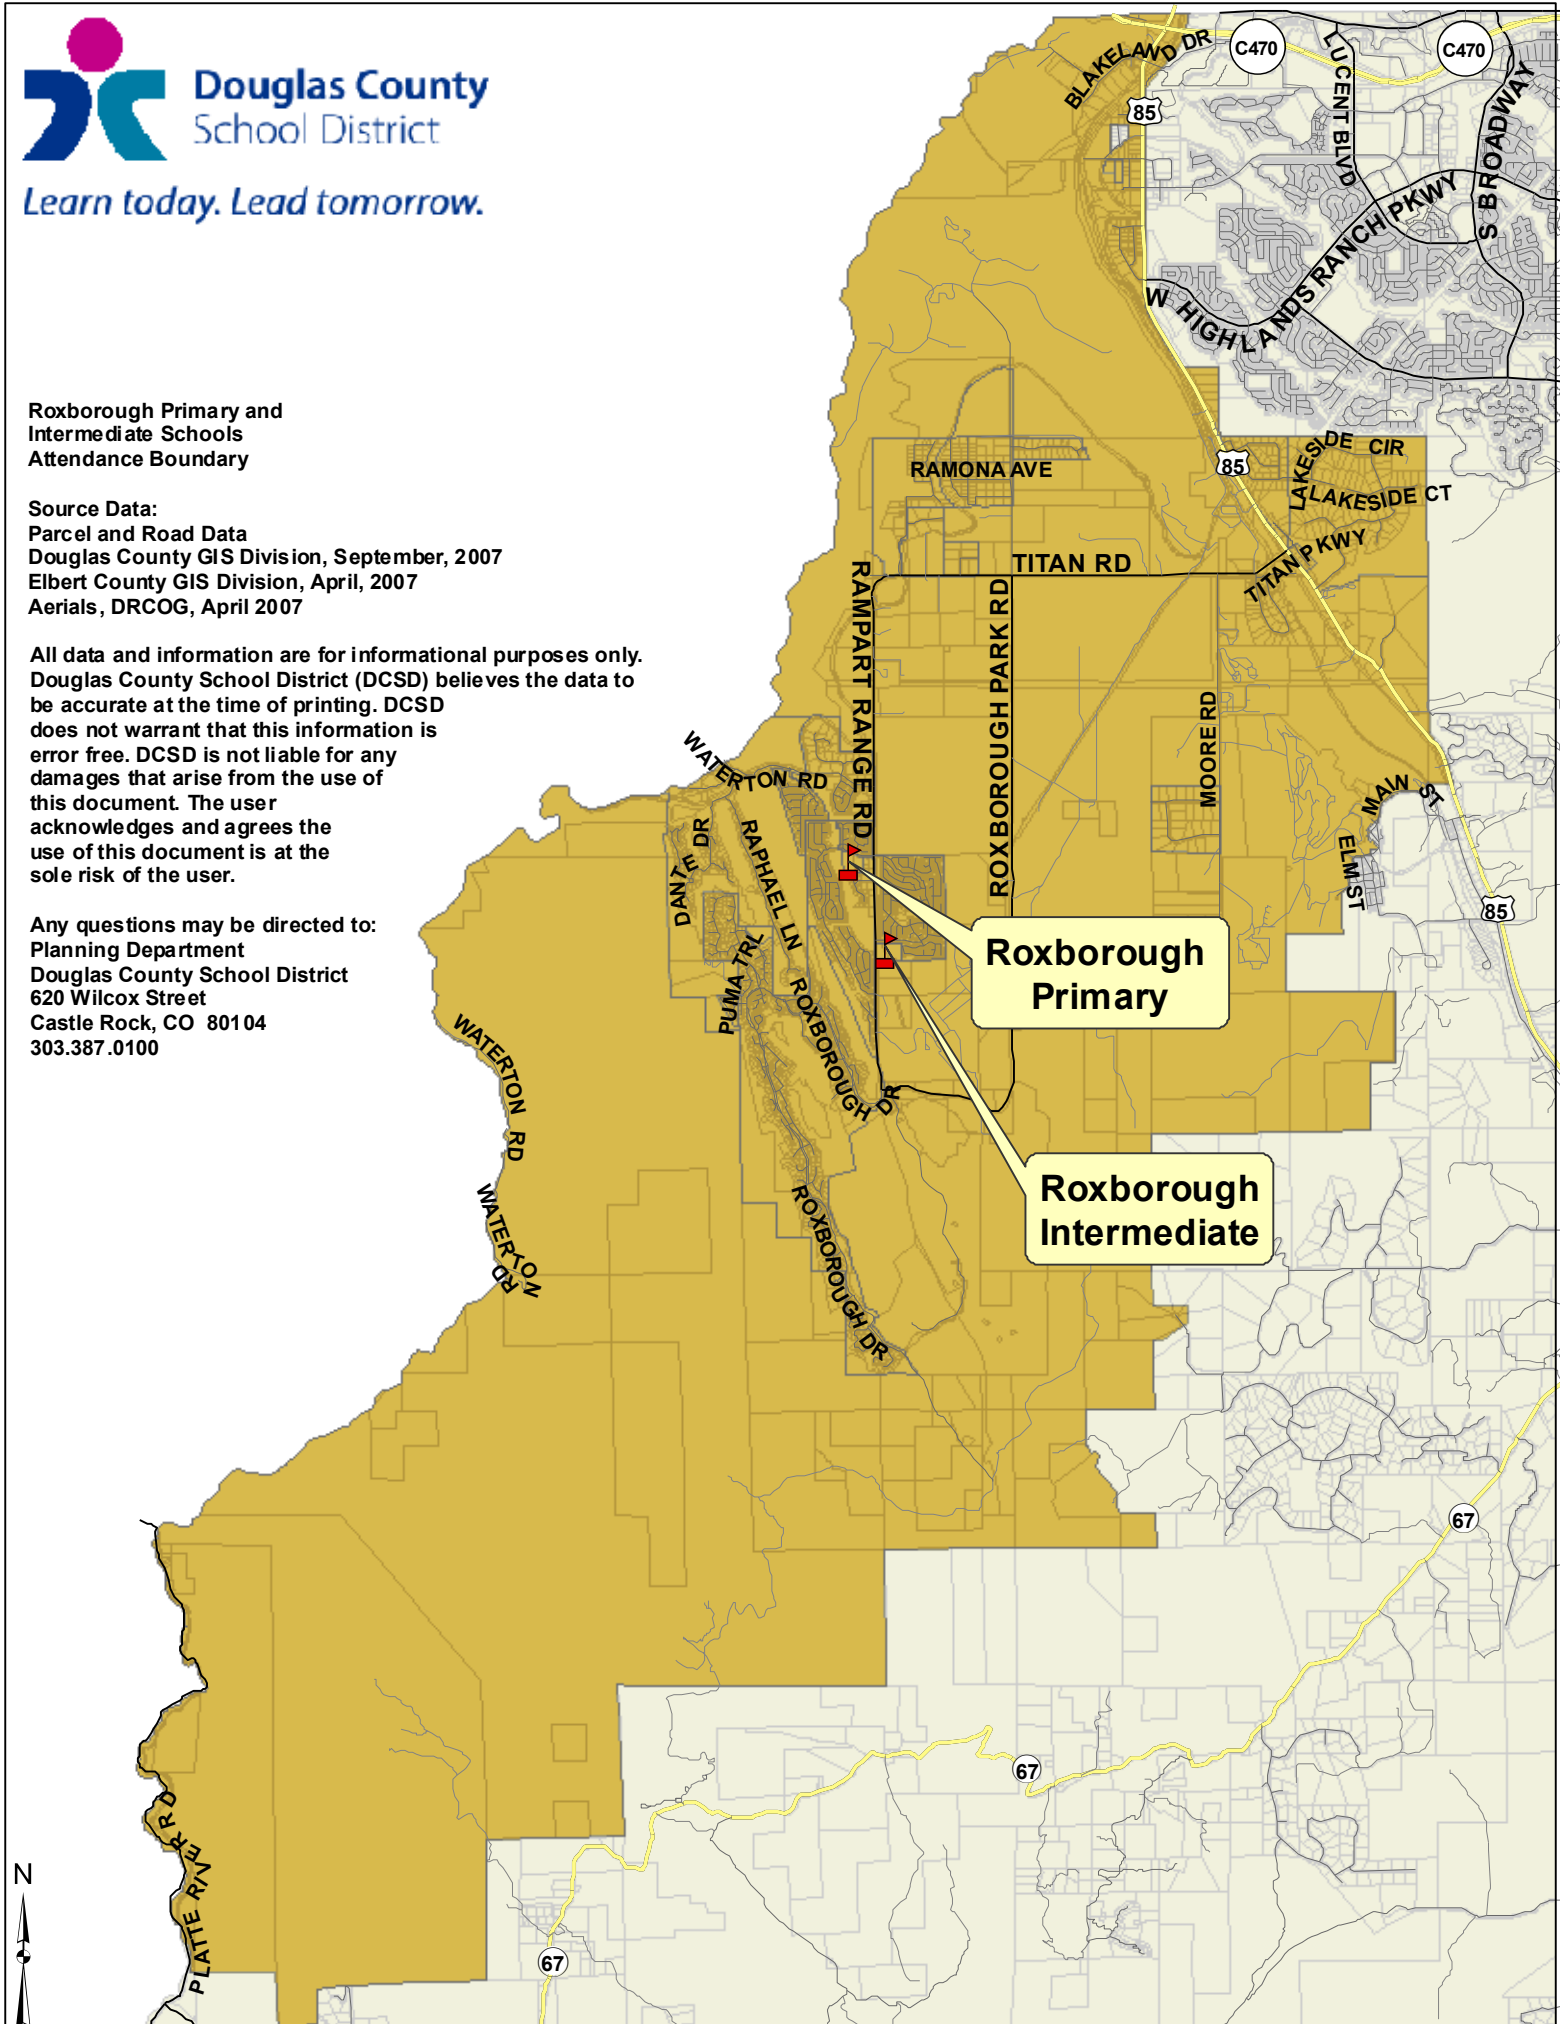 Douglas County
School District
Learn today. Lead tomorrow.
Roxborough Primary and
Intermediate Schools
Attendance Boundary
Source Data:
Parcel and Road Data
Douglas County GIS Division, September, 2007
Elbert County GIS Division, April, 2007
Aerials, DRCOG, April 2007
All data and information are for informational purposes only.
Douglas County School District (DCSD) believes the data to
be accurate at the time of printing. DCSD
does not warrant that this information is
error free. DCSD is not liable for any
damages that arise from the use of
this document. The user
acknowledges and agrees the
use of this document is at the
sole risk of the user.
Any questions may be directed to:
Planning Department
Douglas County School District
620 Wilcox Street
Castle Rock, CO 80104
303.387.0100
BLAKELAND DR
C470
LUCENT BLVD
C470
S BROADWAY
85
W HIGHLANDS RANCH PKWY
RAMONA AVE
85
LAKESIDE CIR
LAKESIDE CT
TITAN RD
TITAN PKWY
RAMPART RANGE RD
ROXBOROUGH PARK RD
MOORE RD
WATERTON RD
MAIN ST
ELM ST
85
DANTE DR
RAPHAEL LN
PUMA TRL
ROXBOROUGH DR
Roxborough
Primary
WATERTON RD
Roxborough
Intermediate
WATERTON RD
ROXBOROUGH DR
67
67
67
PLATTE RIVER RD
N